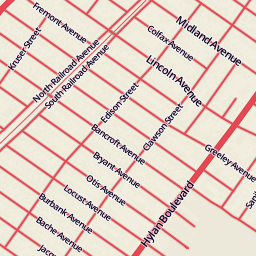 Fremont Avenue
Midland Avenue
Colfax Avenue
Kruser Street
North Railroad Avenue
South Railroad Avenue
Lincoln Avenue
Edison Street
Clawson Street
Bancroft Avenue
Greeley Avenue
Bryant Avenue
Otis Avenue
Locust Avenue
Hylan Boulevard
Burbank Avenue
Bache Avenue